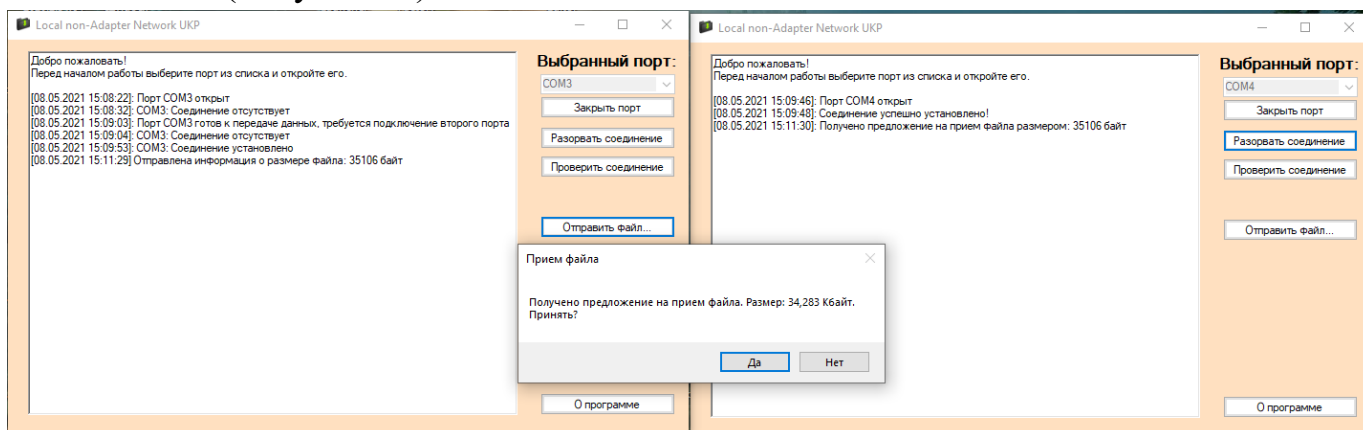 Local non-Adapter Network UKP
Добро пожаловать!
Перед началом работы выберите порт из списка и откройте его.
[08.05.2021 15:08:22]: Порт COM3 открыт
[08.05.2021 15:08:32]: COM3: Соединение отсутствует
[08.05.2021 15:09:03]: Порт COM3 готов к передаче данных, требуется подключение второго порта
[08.05.2021 15:09:04]: COM3: Соединение отсутствует
[08.05.2021 15:09:53]: COM3: Соединение установлено
[08.05.2021 15:11:29] Отправлена информация о размере файла: 35106 байт
Выбранный порт:
COM3
Закрыть порт
Разорвать соединение
Проверить соединение
Отправить файл...
О программе
Local non-Adapter Network UKP
Добро пожаловать!
Перед началом работы выберите порт из списка и откройте его.
[08.05.2021 15:09:46]: Порт COM4 открыт
[08.05.2021 15:09:48]: Соединение успешно установлено!
[08.05.2021 15:11:30]: Получено предложение на прием файла размером: 35106 байт
Выбранный порт:
COM4
Закрыть порт
Разорвать соединение
Проверить соединение
Отправить файл...
О программе
Прием файла
Получено предложение на прием файла. Размер: 34,283 Кбайт.
Принять?
Да
Нет